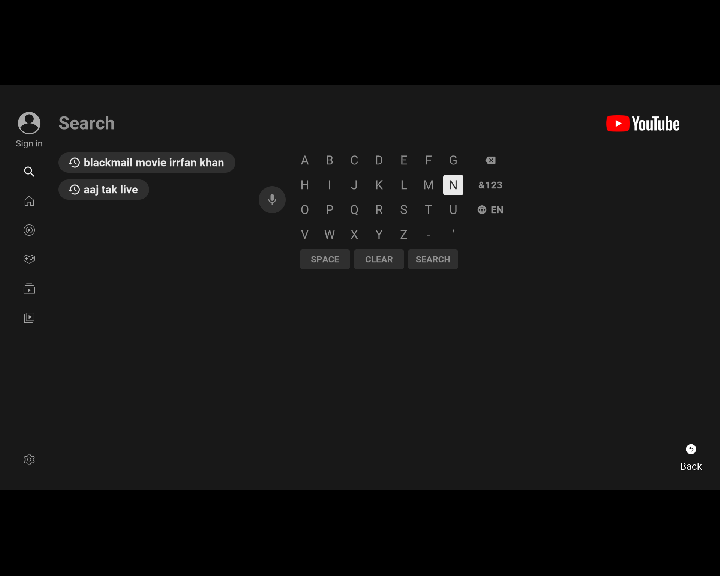 Sign in
Search
YouTube
blackmail movie irrfan khan
aaj tak live
A B C D E F G
H I J K L M N &123
O P Q R S T U EN
V W X Y Z - '
SPACE CLEAR SEARCH
Back